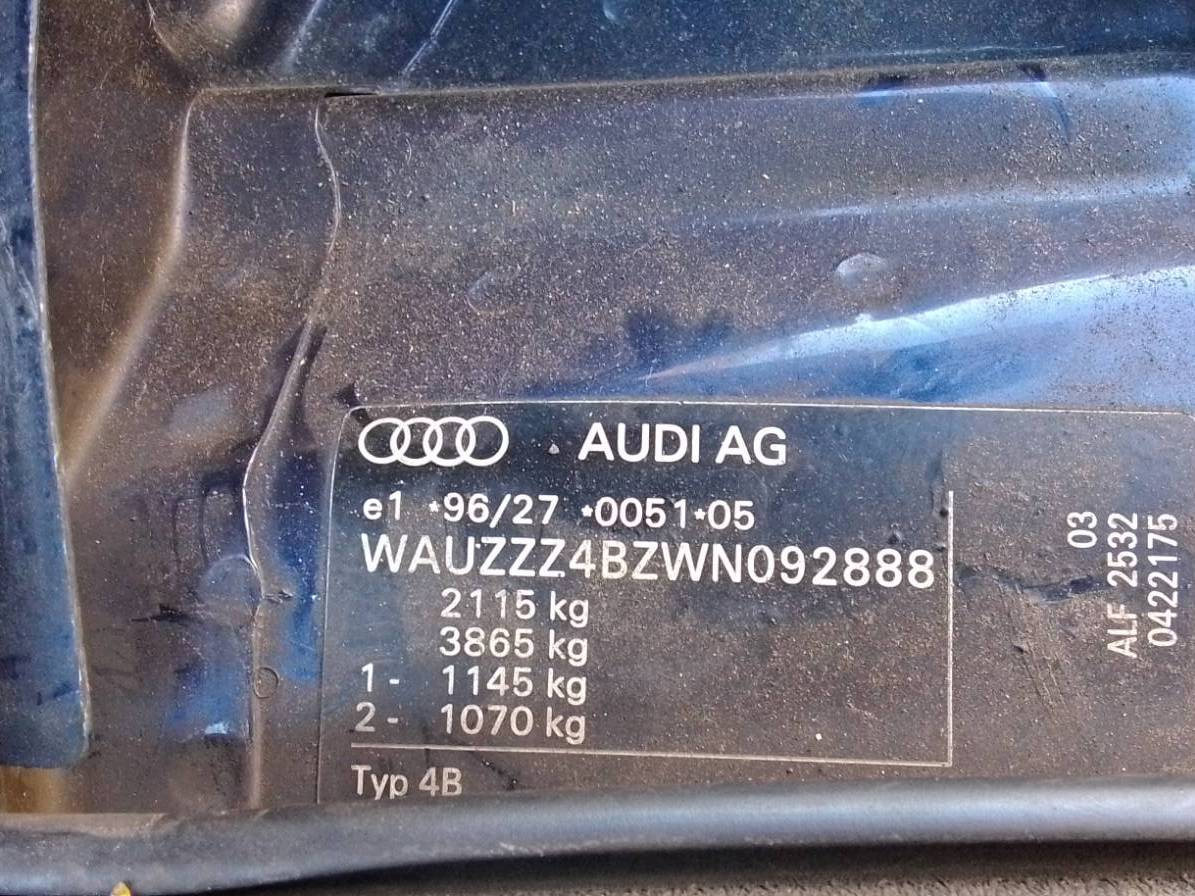 AUDI AG
e1 *96/27 *0051*05
WAUZZZ4BZWN092888
2115 kg
3865 kg
1- 1145 kg
2- 1070 kg
Typ 4B
03
ALF 2532
0422175